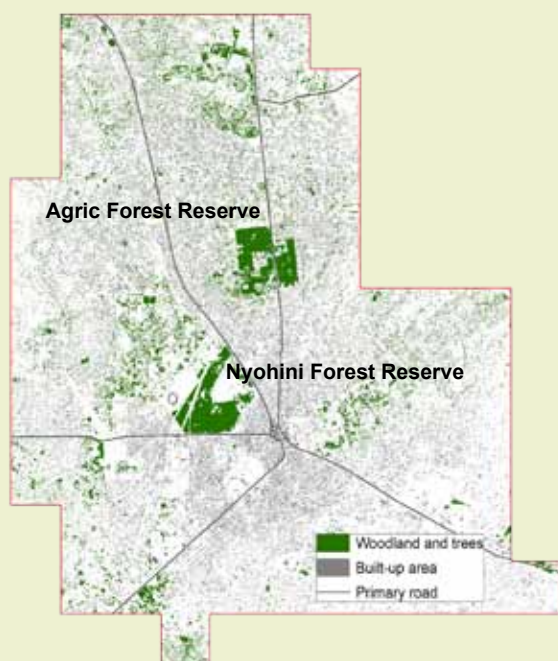 Agric Forest Reserve
Nyohini Forest Reserve
Woodland and trees
Built-up area
Primary road